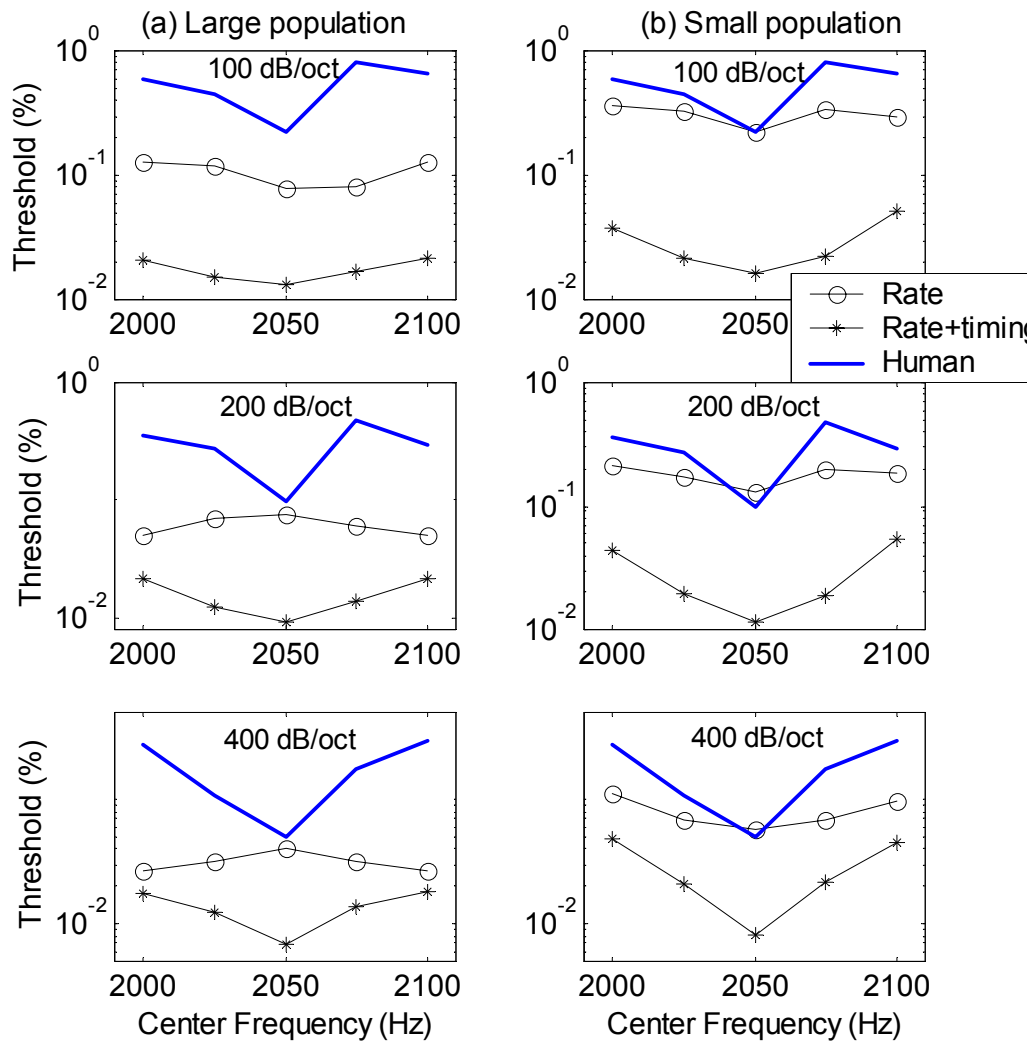 (a) Large population
(b) Small population
10^0
10^-1
10^-2
Threshold (%)
100 dB/oct
2000 2050 2100
10^0
10^-1
10^-2
100 dB/oct
2000 2050
Rate
Rate+timing
Human
10^0
10^-2
Threshold (%)
200 dB/oct
2000 2050 2100
10^0
10^-1
10^-2
200 dB/oct
2000 2050 2100
10^-2
Threshold (%)
400 dB/oct
2000 2050 2100
Center Frequency (Hz)
10^-2
400 dB/oct
2000 2050 2100
Center Frequency (Hz)